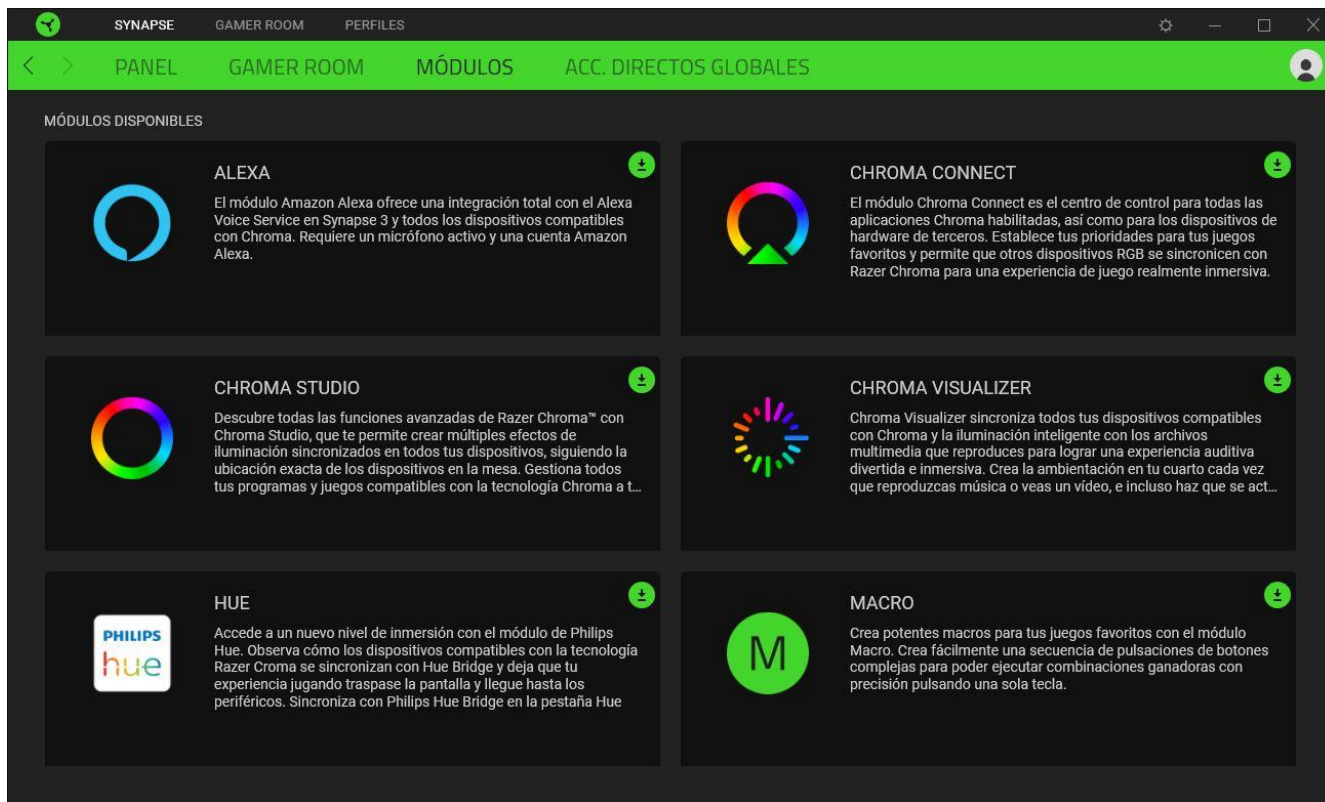 SYNAPSE GAMER ROOM PERFILES
PANEL GAMER ROOM MÓDULOS ACC. DIRECTOS GLOBALES
MÓDULOS DISPONIBLES
ALEXA
El módulo Amazon Alexa ofrece una integración total con el Alexa
Voice Service en Synapse 3 y todos los dispositivos compatibles
con Chroma. Requiere un micrófono activo y una cuenta Amazon
Alexa.
CHROMA CONNECT
El módulo Chroma Connect es el centro de control para todas las
aplicaciones Chroma habilitadas, así como para los dispositivos de
hardware de terceros. Establece tus prioridades para tus juegos
favoritos y permite que otros dispositivos RGB se sincronicen con
Razer Chroma para una experiencia de juego realmente inmersiva.
CHROMA STUDIO
Descubre todas las funciones avanzadas de Razer Chroma™ con
Chroma Studio, que te permite crear múltiples efectos de
iluminación sincronizados en todos tus dispositivos, siguiendo la
ubicación exacta de los dispositivos en la mesa. Gestiona todos
tus programas y juegos compatibles con la tecnología Chroma a t...
CHROMA VISUALIZER
Chroma Visualizer sincroniza todos tus dispositivos compatibles
con Chroma y la iluminación inteligente con los archivos
multimedia que reproduces para lograr una experiencia auditiva
divertida e inmersiva. Crea la ambientación en tu cuarto cada vez
que reproduzcas música o veas un vídeo, e incluso haz que se act...
PHILIPS
hue
HUE
Accede a un nuevo nivel de inmersión con el módulo de Philips
Hue. Observa cómo los dispositivos compatibles con la tecnología
Razer Croma se sincronizan con Hue Bridge y deja que tu
experiencia jugando traspase la pantalla y llegue hasta los
periféricos. Sincroniza con Philips Hue Bridge en la pestaña Hue
M
MACRO
Crea potentes macros para tus juegos favoritos con el módulo
Macro. Crea fácilmente una secuencia de pulsaciones de botones
complejas para poder ejecutar combinaciones ganadoras con
precisión pulsando una sola tecla.